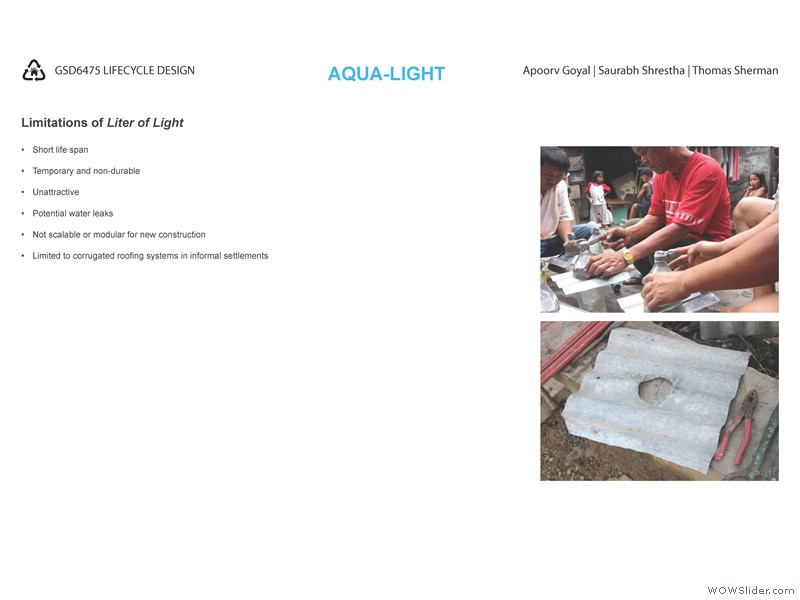 GSD6475 LIFECYCLE DESIGN
AQUA-LIGHT
Apoorv Goyal | Saurabh Shrestha | Thomas Sherman
Limitations of Liter of Light
• Short life span
• Temporary and non-durable
• Unattractive
• Potential water leaks
• Not scalable or modular for new construction
• Limited to corrugated roofing systems in informal settlements
WOWSlider.com